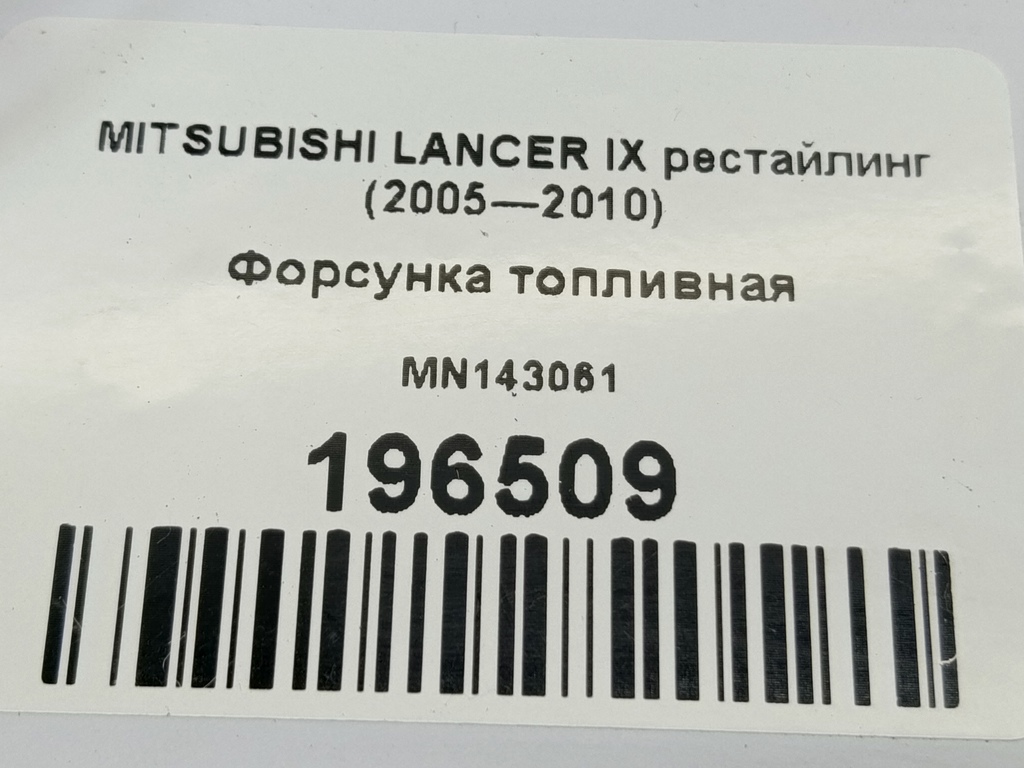 MITSUBISHI LANCER IX рестайлинг
(2005—2010)
Форсунка топливная
MN143061
196509